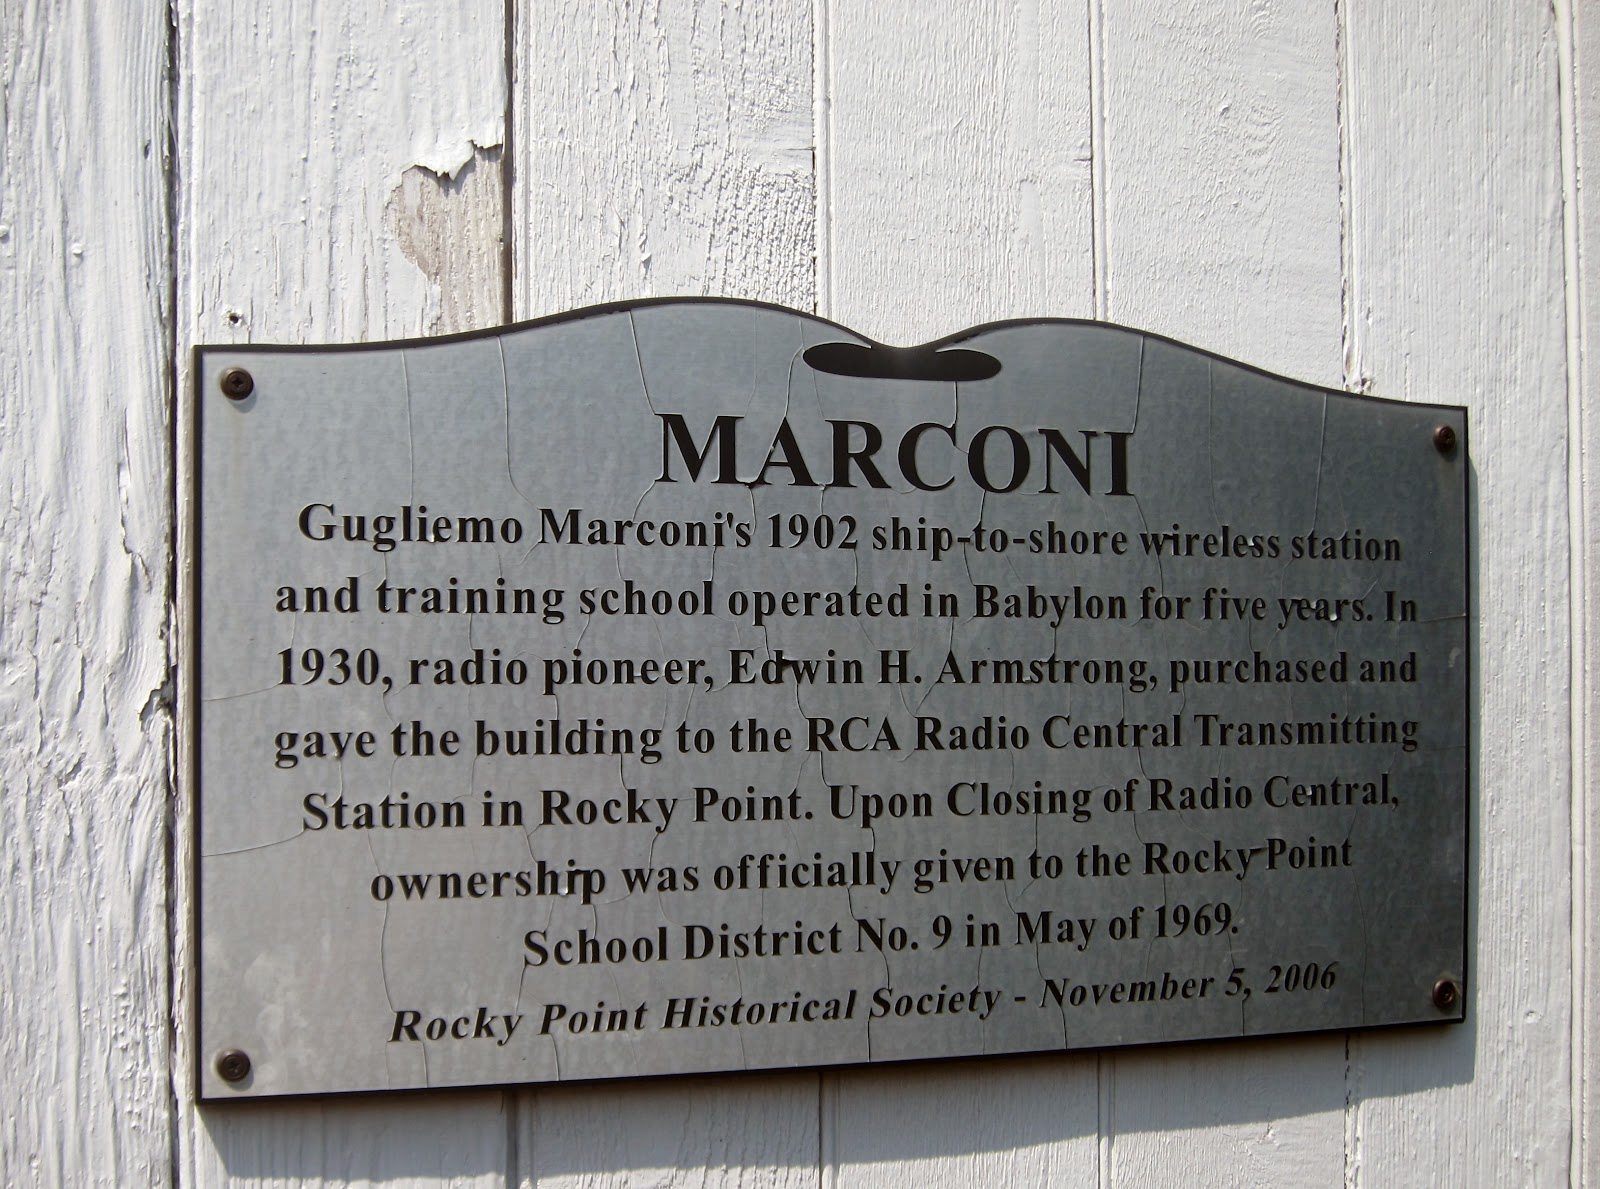 MARCONI
Gugliemo Marconi's 1902 ship-to-shore wireless station
and training school operated in Babylon for five years. In
1930, radio pioneer, Edwin H. Armstrong, purchased and
gave the building to the RCA Radio Central Transmitting
Station in Rocky Point. Upon Closing of Radio Central,
ownership was officially given to the Rocky Point
School District No. 9 in May of 1969.
Rocky Point Historical Society - November 5, 2006